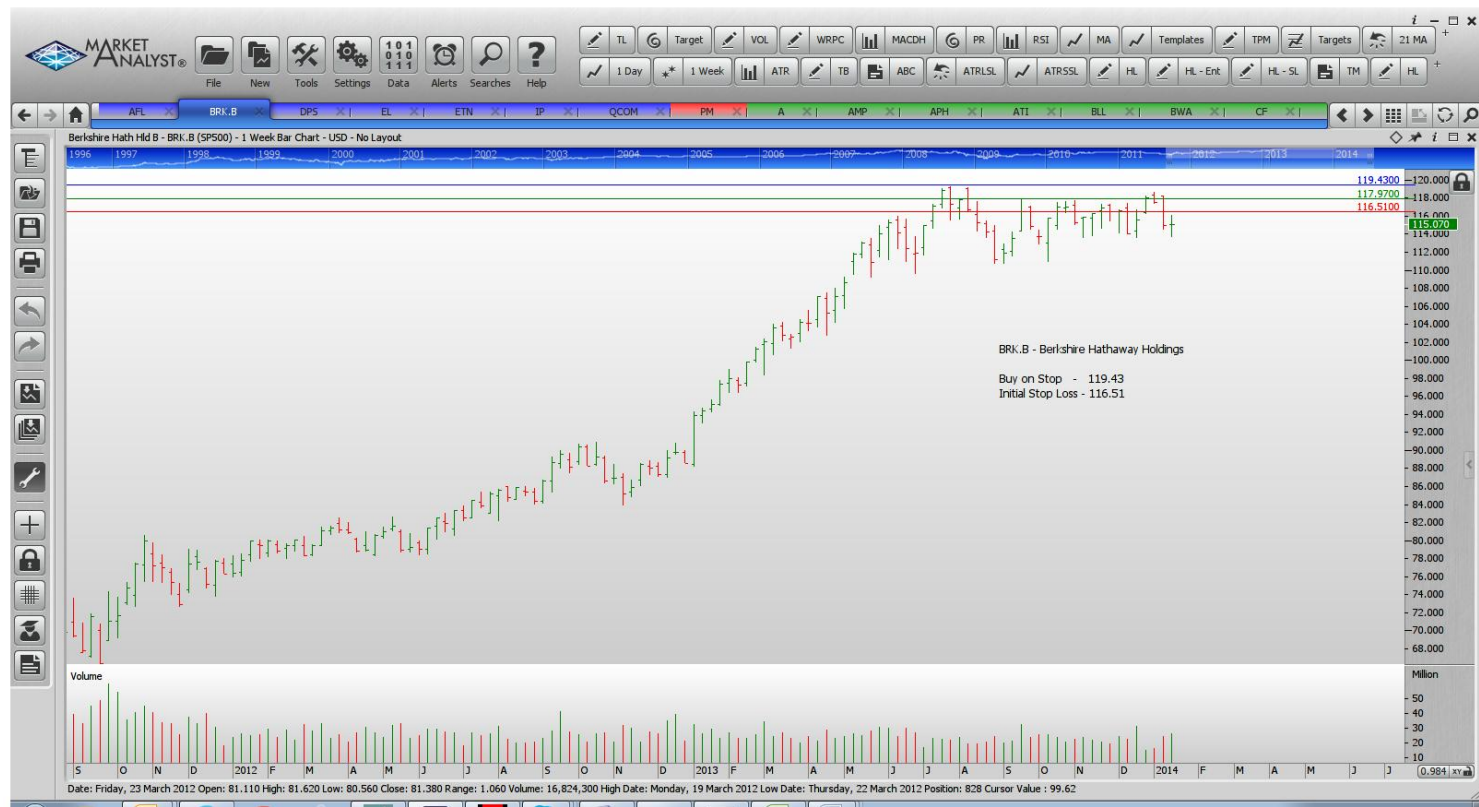 MARKET ANALYST®
File New Tools Settings Data Alerts Searches Help
TL Target VOL WRPC MACDH PR RSI MA Templates TPM Targets 21 MA +
1 Day 1 Week ATR TB ABC ATRLSL ATRSSL HL HL - Ent HL - SL TM HL +
AFL BRK.B DPS EL ETN IP QCOM PM A AMP APH ATI BLL BWA CF
Berkshire Hath Hld B - BRK.B (SP500) - 1 Week Bar Chart - USD - No Layout
1996 1997 1998 1999 2000 2001 2002 2003 2004 2005 2006 2007 2008 2009 2010 2011 2012 2013 2014
119.4300
120.000
117.9700
118.000
116.5100
116.000
115.070
114.000
112.000
110.000
108.000
106.000
104.000
102.000
100.000
98.000
96.000
94.000
92.000
90.000
88.000
86.000
84.000
82.000
80.000
78.000
76.000
74.000
72.000
70.000
68.000
BRK.B - Berkshire Hathaway Holdings
Buy on Stop - 119.43
Initial Stop Loss - 116.51
Volume
Million
50
40
30
20
10
S O N D 2012 F M A M J J A S O N D 2013 F M A M J J A S O N D 2014 F M A M J J
0.984 XY
Date: Friday, 23 March 2012 Open: 81.110 High: 81.620 Low: 80.560 Close: 81.380 Range: 1.060 Volume: 16,824,300 High Date: Monday, 19 March 2012 Low Date: Thursday, 22 March 2012 Position: 828 Cursor Value : 99.62